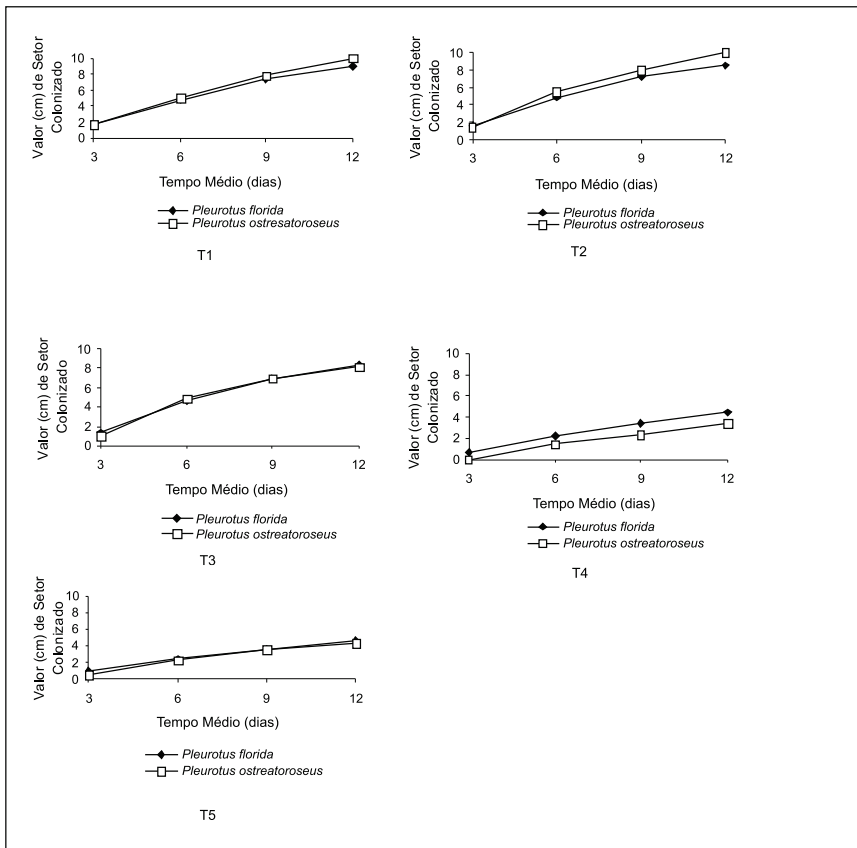 Valor (cm) de Setor
Colonizado
10
8
6
4
2
0
3 6 9 12
Tempo Médio (dias)
Pleurotus florida
Pleurotus ostresatoroseus
T1
Valor (cm) de Setor
Colonizado
10
8
6
4
2
0
3 6 9 12
Tempo Médio (dias)
Pleurotus florida
Pleurotus ostreatoroseus
T2
Valor (cm) de Setor
Colonizado
10
8
6
4
2
0
3 6 9 12
Tempo Médio (dias)
Pleurotus florida
Pleurotus ostreatoroseus
T3
Valor (cm) de Setor
Colonizado
10
8
6
4
2
0
3 6 9 12
Tempo Médio (dias)
Pleurotus florida
Pleurotus ostreatoroseus
T4
Valor (cm) de Setor
Colonizado
10
8
6
4
2
0
3 6 9 12
Tempo Médio (dias)
Pleurotus florida
Pleurotus ostreatoroseus
T5